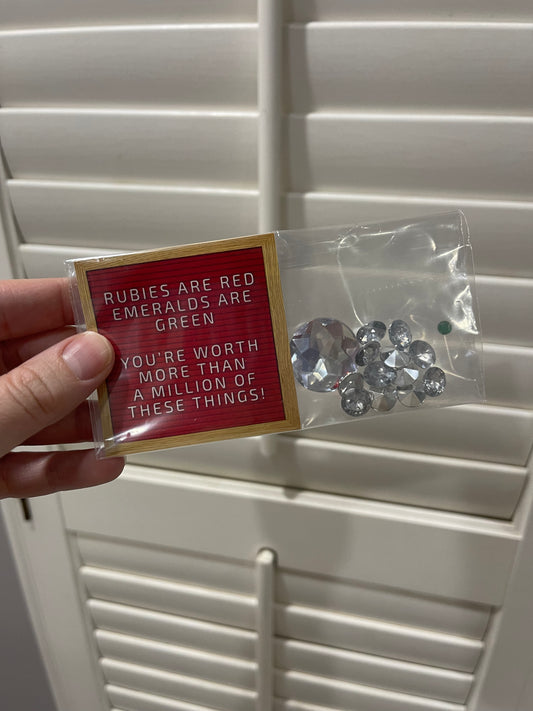 RUBIES ARE RED
EMERALDS ARE
GREEN
YOU'RE WORTH
MORE THAN
A MILLION OF
THESE THINGS!